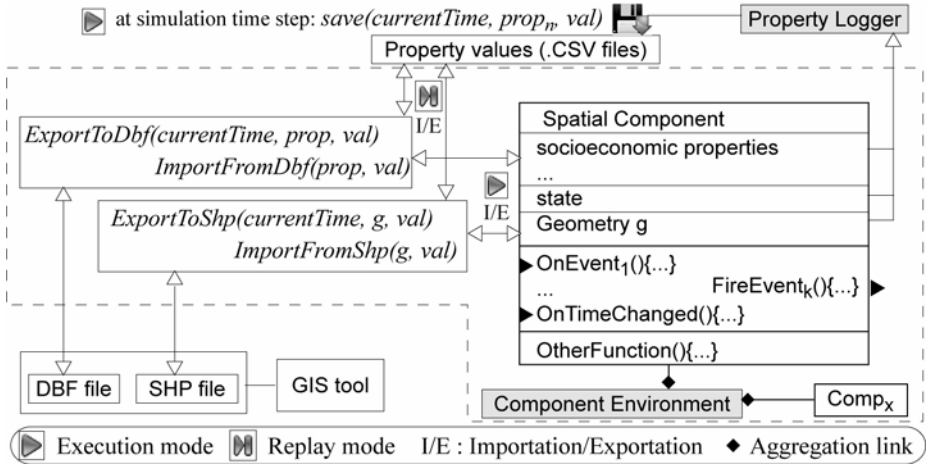 at simulation time step: save(currentTime, propn, val)
Property Logger
Property values (.CSV files)
I/E
ExportToDbf(currentTime, prop, val)
ImportFromDbf(prop, val)
I/E
ExportToShp(currentTime, g, val)
ImportFromShp(g, val)
Spatial Component
socioeconomic properties
...
state
Geometry g
OnEvent1(){...}
FireEventk(){...}
...
OnTimeChanged(){...}
OtherFunction(){...}
DBF file
SHP file
GIS tool
Component Environment
Compx
Execution mode
Replay mode
I/E : Importation/Exportation
Aggregation link